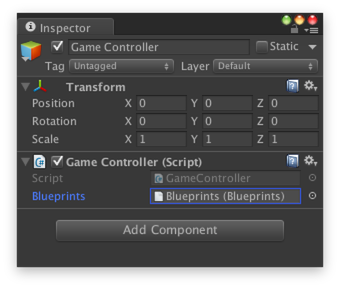 Inspector
Game Controller Static
Tag Untagged Layer Default
Transform
Position X 0 Y 0 Z 0
Rotation X 0 Y 0 Z 0
Scale X 1 Y 1 Z 1
Game Controller (Script)
Script GameController
Blueprints Blueprints (Blueprints)
Add Component